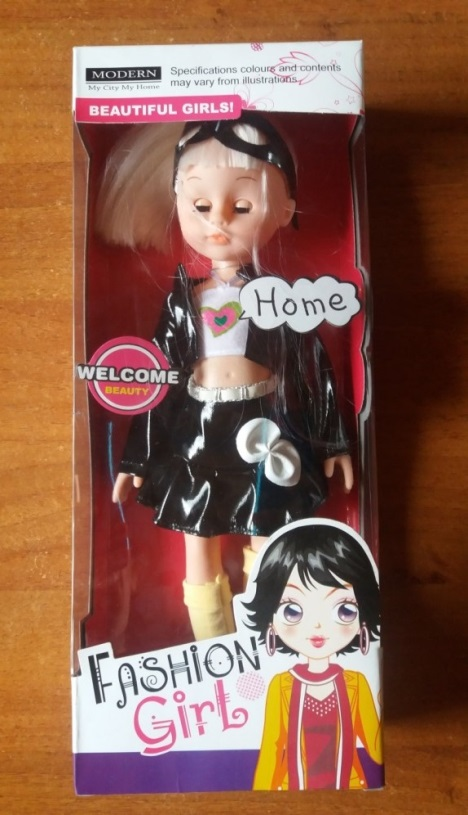 MODERN
My City My Home
Specifications colours and contents
may vary from illustrations.
BEAUTIFUL GIRLS!
Home
WELCOME
BEAUTY
FASHION
GiRL